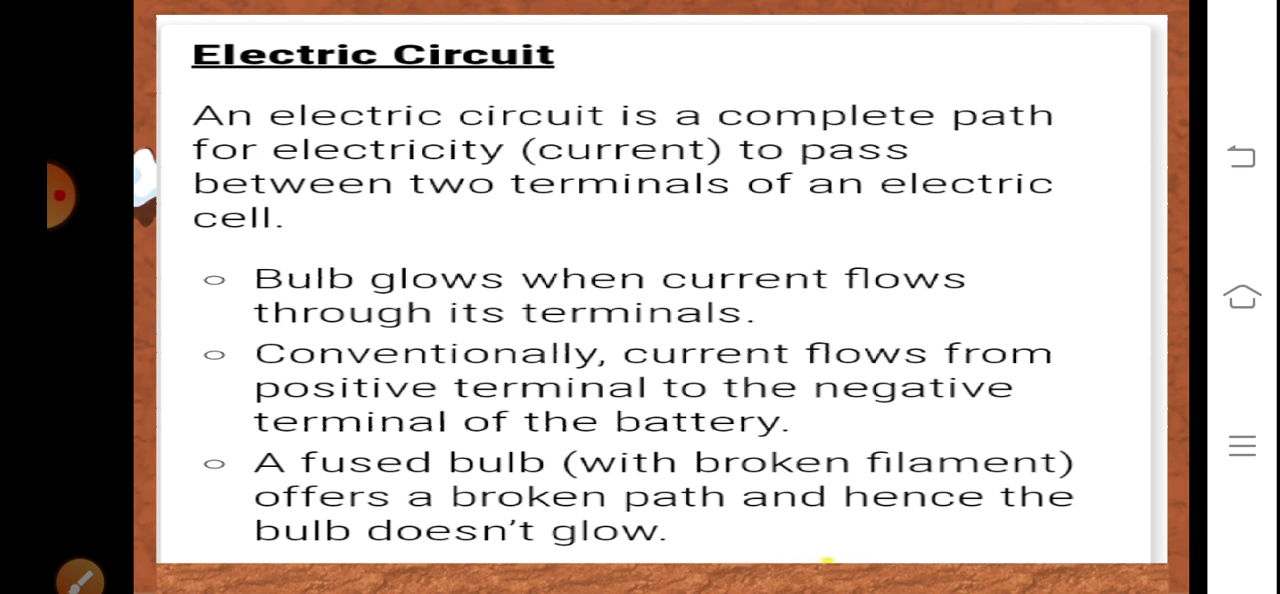 Electric Circuit
An electric circuit is a complete path
for electricity (current) to pass
between two terminals of an electric
cell.
Bulb glows when current flows
through its terminals.
Conventionally, current flows from
positive terminal to the negative
terminal of the battery.
A fused bulb (with broken filament)
offers a broken path and hence the
bulb doesn't glow.